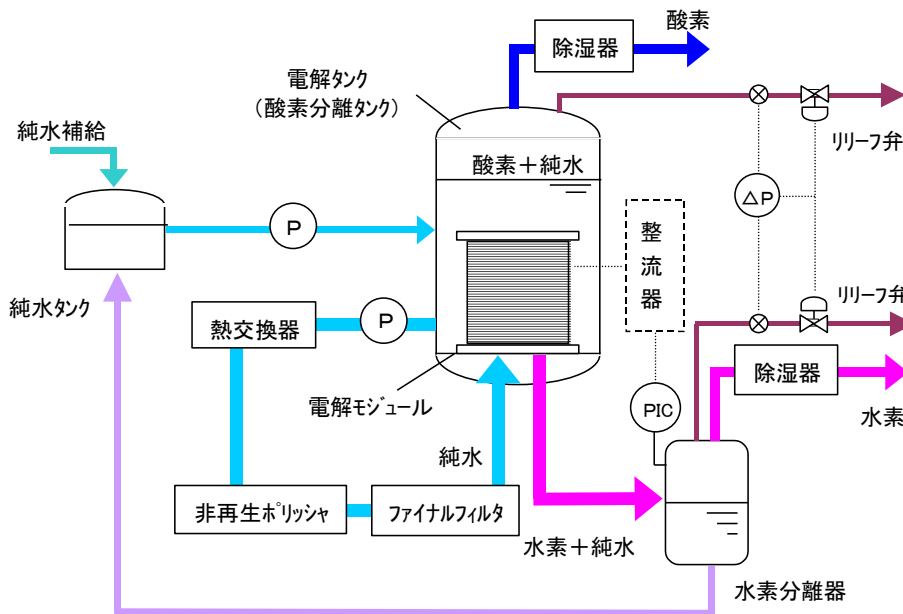 酸素
除湿器
電解タンク
（酸素分離タンク）
純水補給
酸素＋純水
リリーフ弁
P
△P
整
流
器
純水タンク
熱交換器
P
リリーフ弁
除湿器
電解モジュール
PIC
水素
純水
非再生ポリッシャ
ファイナルフィルタ
水素＋純水
水素分離器